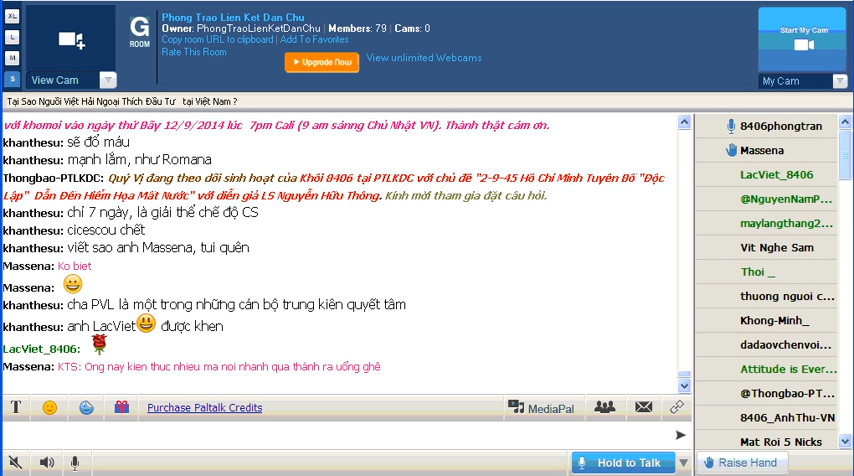 XL
L
M
S
View Cam
G
ROOM
Phong Trao Lien Ket Dan Chu
Owner: PhongTraoLienKetDanChu | Members: 79 | Cams: 0
Copy room URL to clipboard | Add To Favorites
Rate This Room
Upgrade Now
View unlimited Webcams
Start My Cam
My Cam
Tại Sao Người Việt Hải Ngoại Thích Đầu Tư tại Việt Nam ?
với khomoi vào ngày thứ Bẩy 12/9/2014 lúc 7pm Cali (9 am sánng Chủ Nhật VN). Thành thật cám ơn.
khanthesu: sẽ đổ máu
khanthesu: mạnh lắm, như Romana
Thongbao-PTLKDC: Quý Vị đang theo dõi sinh hoạt của Khối 8406 tại PTLKDC với chủ đề "2-9-45 Hồ Chí Minh Tuyên Bố "Độc
Lập" Dẫn Đến Hiểm Họa Mất Nước" với diễn giả LS Nguyễn Hữu Thống. Kính mời tham gia đặt câu hỏi.
khanthesu: chỉ 7 ngày, là giải thể chế độ CS
khanthesu: cicescou chết
khanthesu: viết sao anh Massena, tui quên
Massena: Ko biet
Massena:
khanthesu: cha PVL là một trong những cán bộ trung kiên quyết tâm
khanthesu: anh LacViet được khen
LacViet_8406:
Massena: KTS: Ong nay kien thuc nhieu ma noi nhanh qua thành ra uổng ghê
8406phongtran
Massena
LacViet_8406
@NguyenNamP...
maylangthang2...
Vit Nghe Sam
Thoi _
thuong nguoi c...
Khong-Minh_
dadaovchenvoi...
Attitude is Ever...
@Thongbao-PT...
8406_AnhThu-VN
Mat Roi 5 Nicks
T
Purchase Paltalk Credits
MediaPal
Hold to Talk
Raise Hand